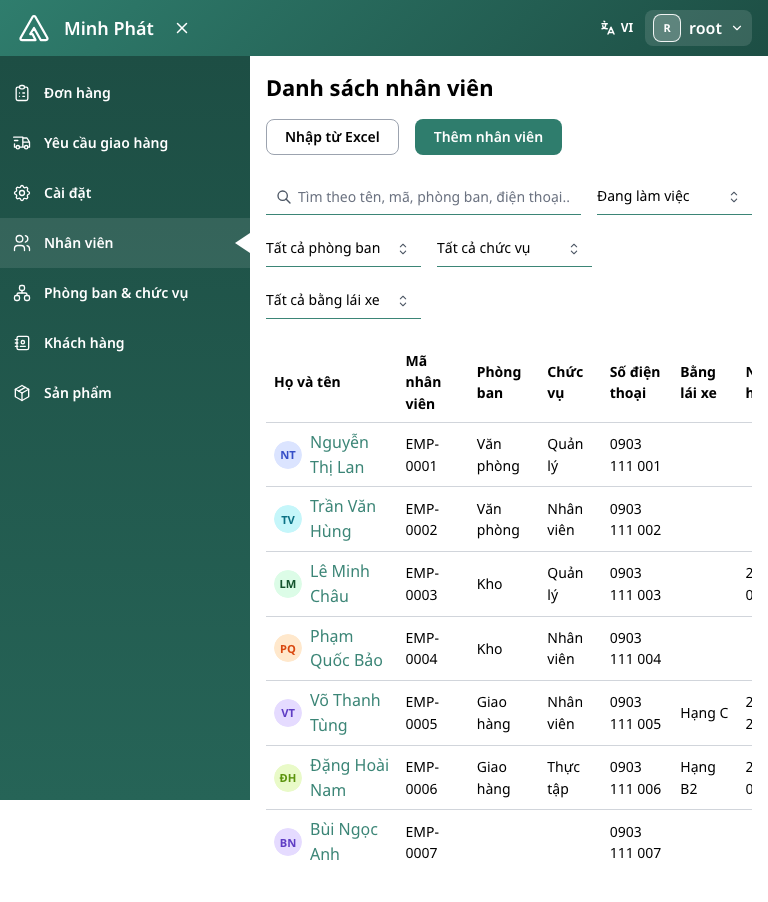 Minh Phát
VI
R
root
Đơn hàng
Yêu cầu giao hàng
Cài đặt
Nhân viên
Phòng ban & chức vụ
Khách hàng
Sản phẩm
Danh sách nhân viên
Nhập từ Excel
Thêm nhân viên
Tìm theo tên, mã, phòng ban, điện thoại..
Đang làm việc
Tất cả phòng ban
Tất cả chức vụ
Tất cả bằng lái xe
Họ và tên
Mã
nhân
viên
Phòng
ban
Chức
vụ
Số điện
thoại
Bằng
lái xe
NT
Nguyễn
Thị Lan
EMP-
0001
Văn
phòng
Quản
lý
0903
111 001
TV
Trần Văn
Hùng
EMP-
0002
Văn
phòng
Nhân
viên
0903
111 002
LM
Lê Minh
Châu
EMP-
0003
Kho
Quản
lý
0903
111 003
PQ
Phạm
Quốc Bảo
EMP-
0004
Kho
Nhân
viên
0903
111 004
VT
Võ Thanh
Tùng
EMP-
0005
Giao
hàng
Nhân
viên
0903
111 005
Hạng C
ĐH
Đặng Hoài
Nam
EMP-
0006
Giao
hàng
Thực
tập
0903
111 006
Hạng
B2
BN
Bùi Ngọc
Anh
EMP-
0007
0903
111 007